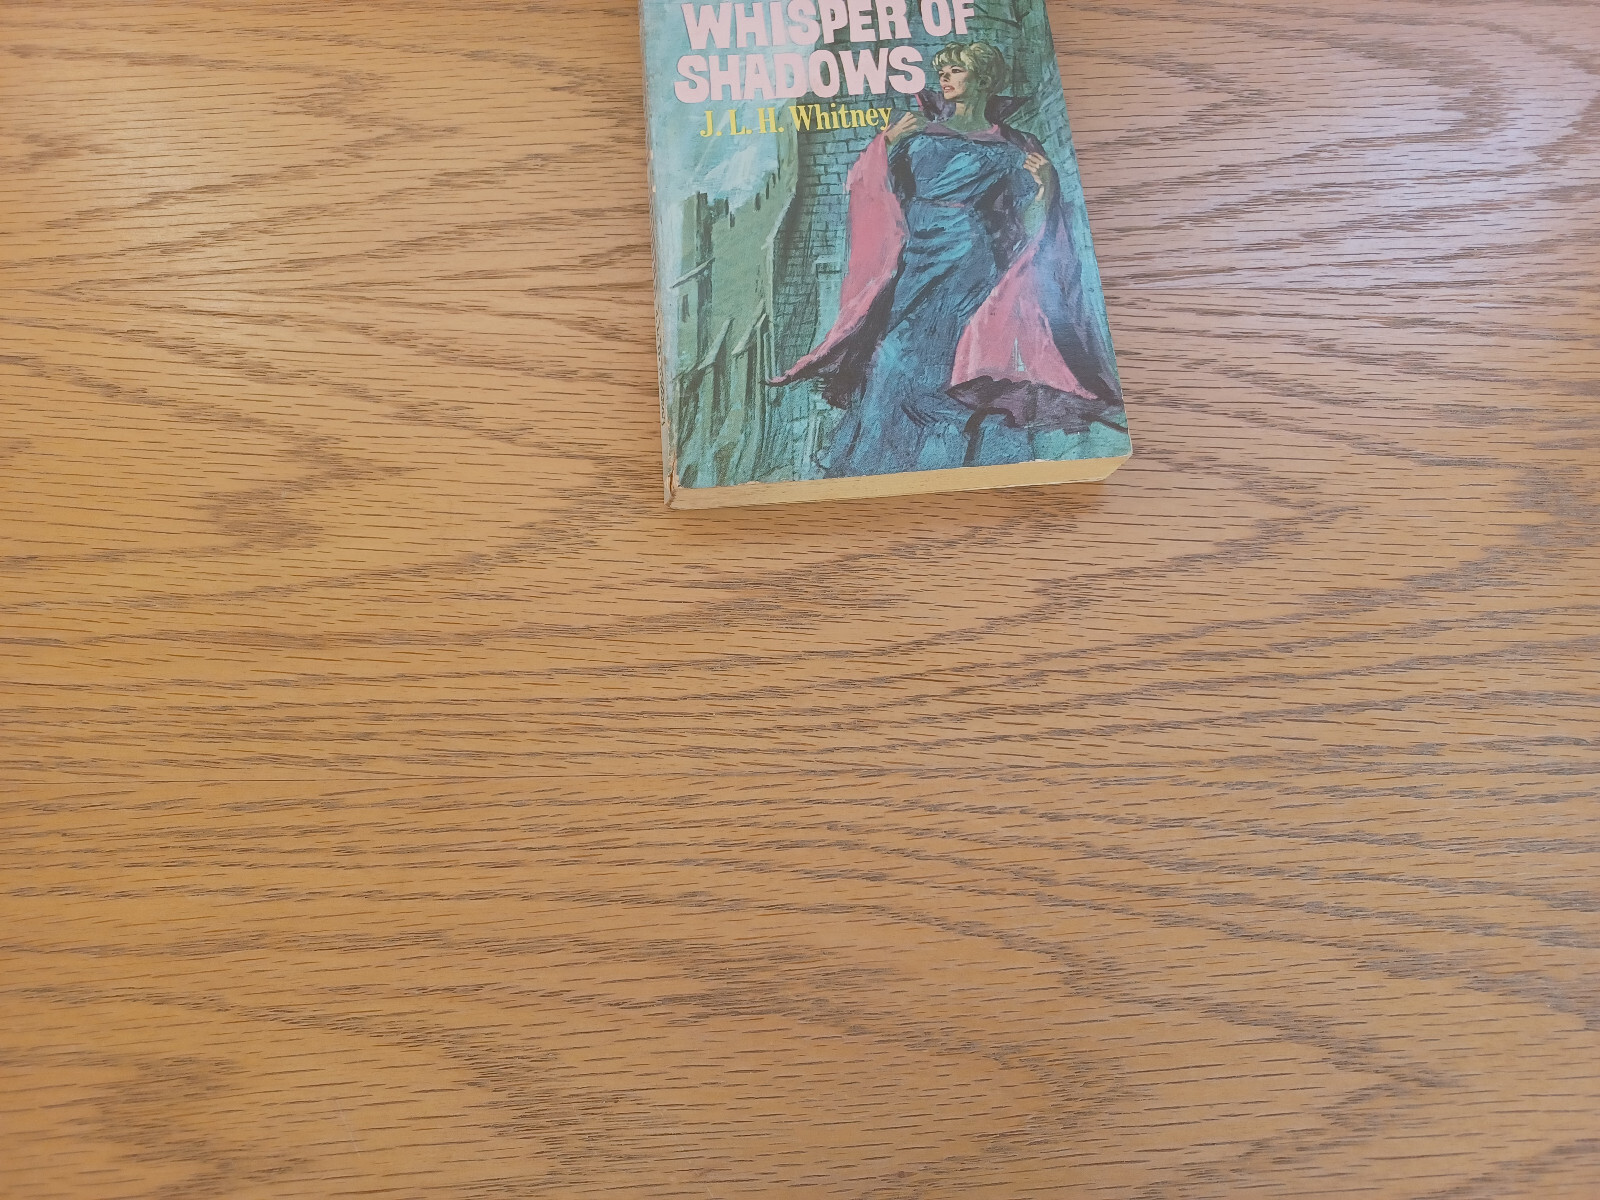 WHISPER OF
SHADOWS
J. L. H. Whitney